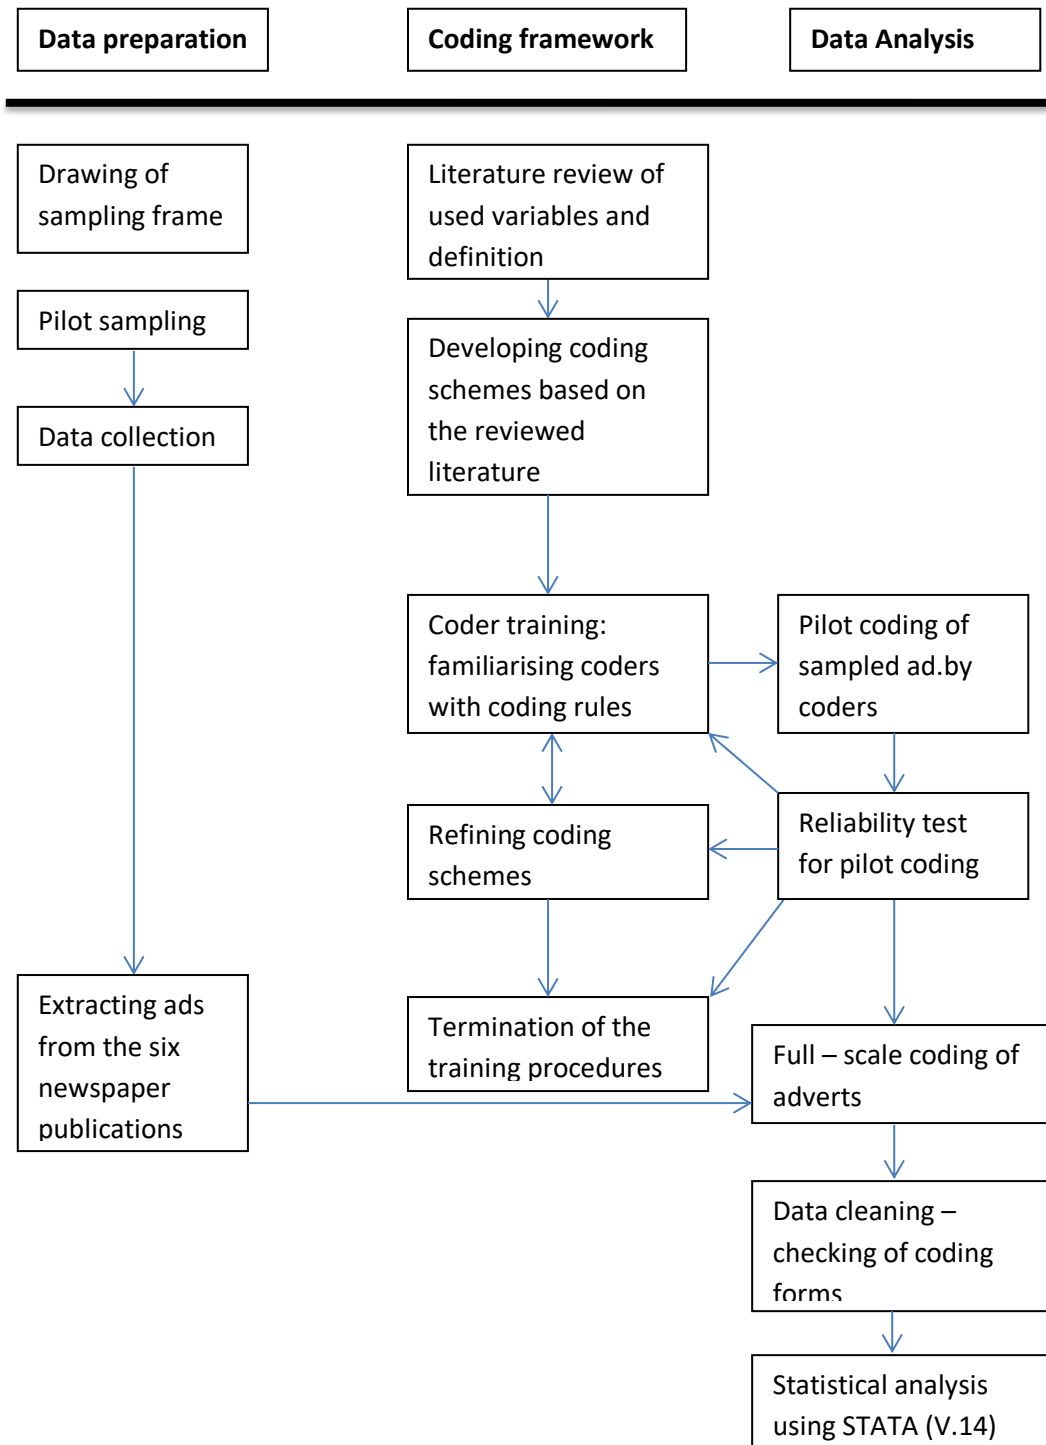 Data preparation
Coding framework
Data Analysis
Drawing of
sampling frame
Pilot sampling
Data collection
Extracting ads
from the six
newspaper
publications
Literature review of
used variables and
definition
Developing coding
schemes based on
the reviewed
literature
Coder training:
familiarising coders
with coding rules
Refining coding
schemes
Termination of the
training procedures
Pilot coding of
sampled ad.by
coders
Reliability test
for pilot coding
Full – scale coding of
adverts
Data cleaning –
checking of coding
forms
Statistical analysis
using STATA (V.14)